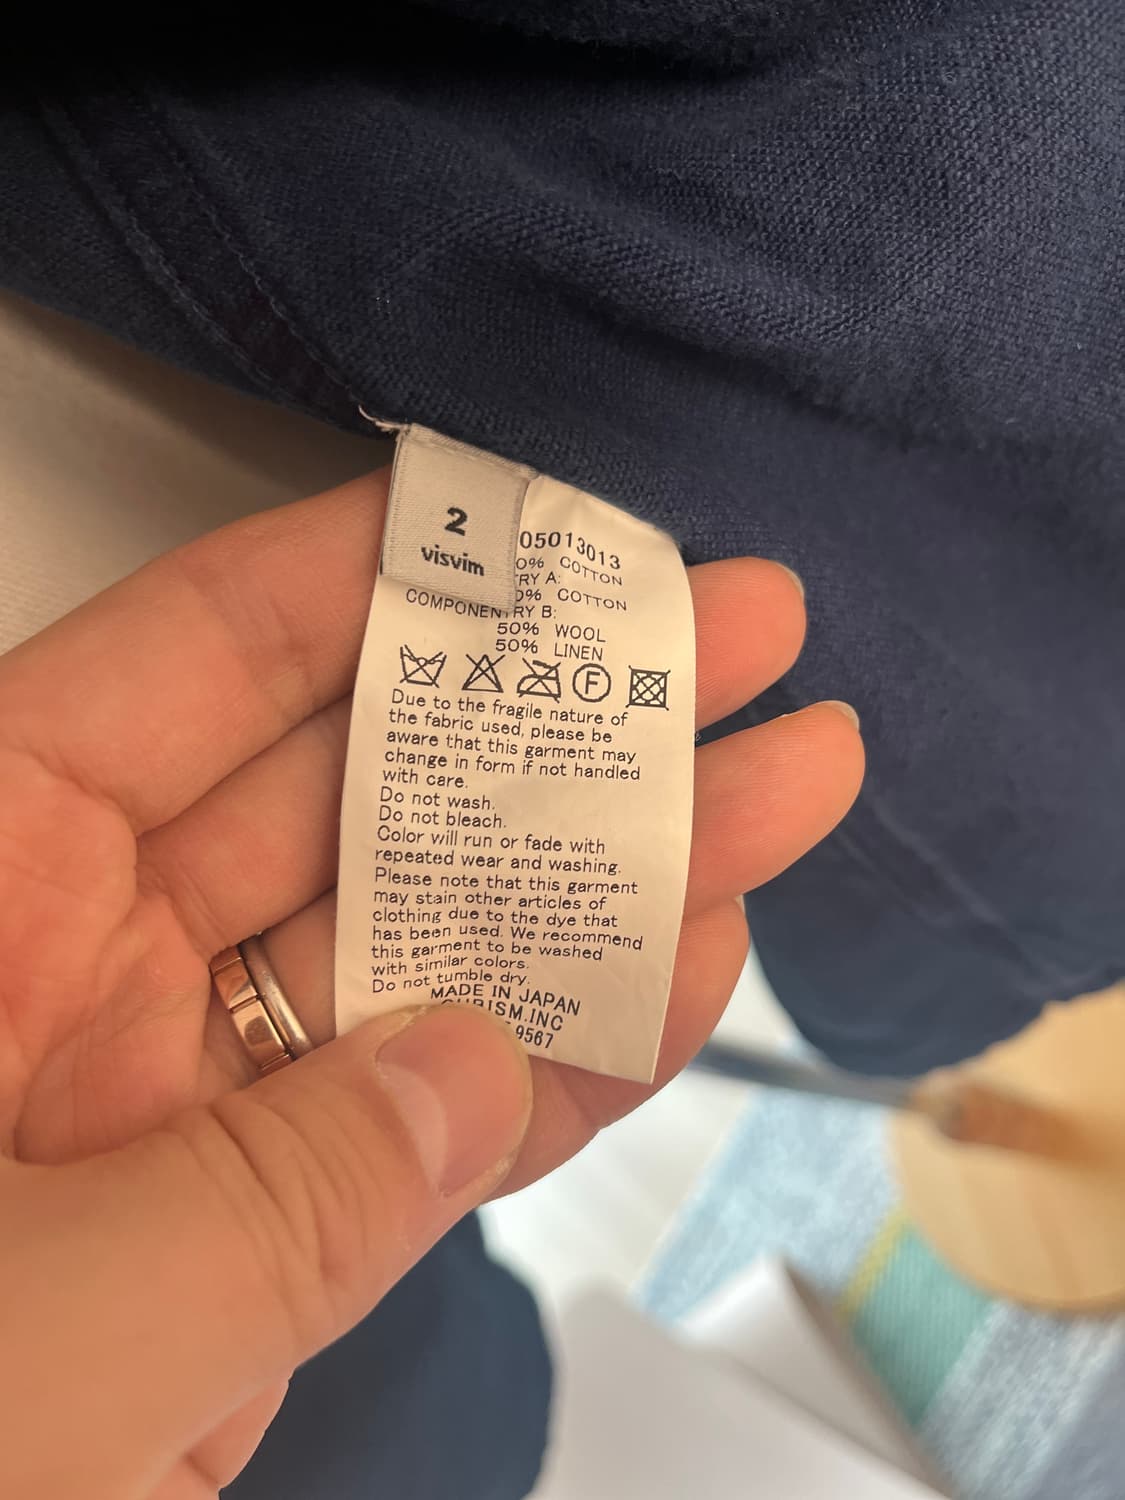 2
visvim
05013013
0% COTTON
RY A:
0% COTTON
COMPONENTRY B:
50% WOOL
50% LINEN
F
Due to the fragile nature of
the fabric used, please be
aware that this garment may
change in form if not handled
with care.
Do not wash.
Do not bleach.
Color will run or fade with
repeated wear and washing.
Please note that this garment
may stain other articles of
clothing due to the dye that
has been used. We recommend
this garment to be washed
with similar colors.
Do not tumble dry.
MADE IN JAPAN
9567